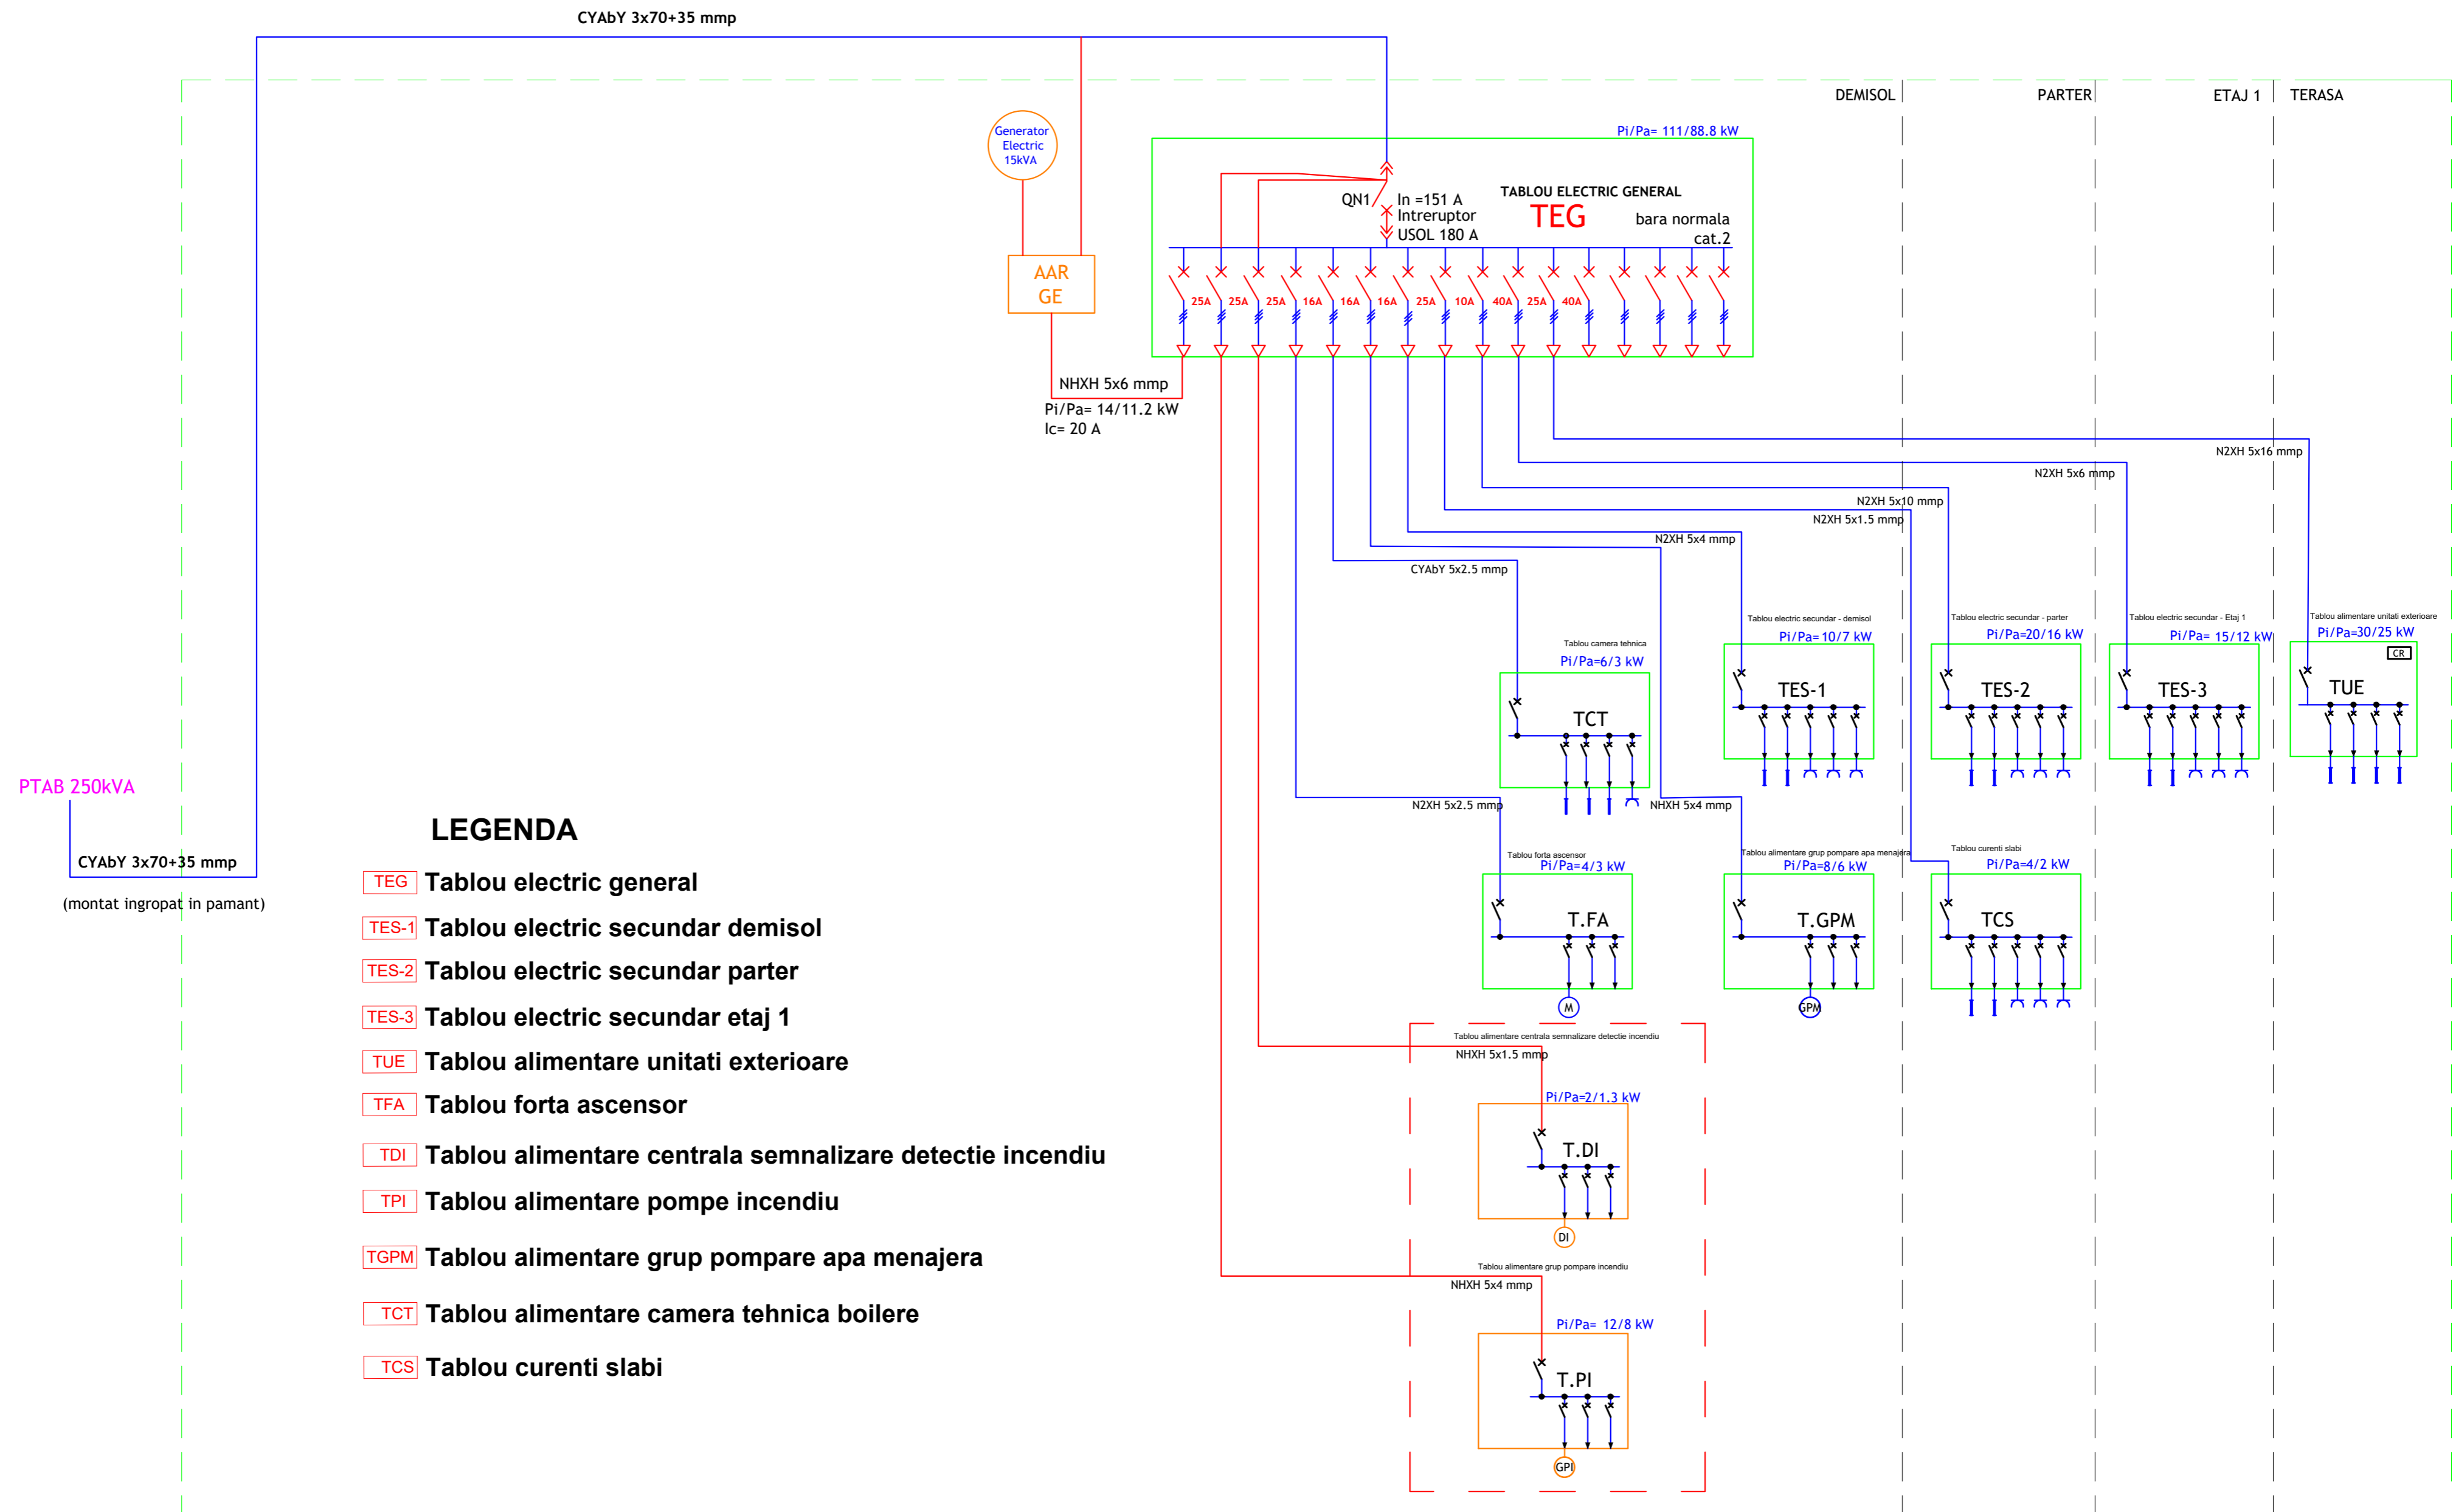 CYAbY 3x70+35 mmp
DEMISOL
PARTER
ETAJ 1
TERASA
Generator
Electric
15kVA
Pi/Pa= 111/88.8 kW
QN1
In =151 A
Intreruptor
USOL 180 A
TABLOU ELECTRIC GENERAL
TEG
bara normala
cat.2
AAR
GE
25A
25A
25A
16A
16A
16A
25A
10A
40A
25A
40A
NHXH 5x6 mmp
Pi/Pa= 14/11.2 kW
Ic= 20 A
N2XH 5x16 mmp
N2XH 5x6 mmp
N2XH 5x10 mmp
N2XH 5x1.5 mmp
N2XH 5x4 mmp
CYAbY 5x2.5 mmp
Tablou camera tehnica
Pi/Pa=6/3 kW
TCT
Tablou electric secundar - demisol
Pi/Pa= 10/7 kW
TES-1
Tablou electric secundar - parter
Pi/Pa=20/16 kW
TES-2
Tablou electric secundar - Etaj 1
Pi/Pa= 15/12 kW
TES-3
Tablou alimentare unitati exterioare
Pi/Pa=30/25 kW
CR
TUE
PTAB 250kVA
CYAbY 3x70+35 mmp
(montat ingropat in pamant)
N2XH 5x2.5 mmp
NHXH 5x4 mmp
Tablou forta ascensor
Pi/Pa=4/3 kW
T.FA
M
Tablou alimentare grup pompare apa menajera
Pi/Pa=8/6 kW
T.GPM
GPM
Tablou curenti slabi
Pi/Pa=4/2 kW
TCS
Tablou alimentare centrala semnalizare detectie incendiu
NHXH 5x1.5 mmp
Pi/Pa=2/1.3 kW
T.DI
DI
Tablou alimentare grup pompare incendiu
NHXH 5x4 mmp
Pi/Pa= 12/8 kW
T.PI
GPI
LEGENDA
TEG Tablou electric general
TES-1 Tablou electric secundar demisol
TES-2 Tablou electric secundar parter
TES-3 Tablou electric secundar etaj 1
TUE Tablou alimentare unitati exterioare
TFA Tablou forta ascensor
TDI Tablou alimentare centrala semnalizare detectie incendiu
TPI Tablou alimentare pompe incendiu
TGPM Tablou alimentare grup pompare apa menajera
TCT Tablou alimentare camera tehnica boilere
TCS Tablou curenti slabi